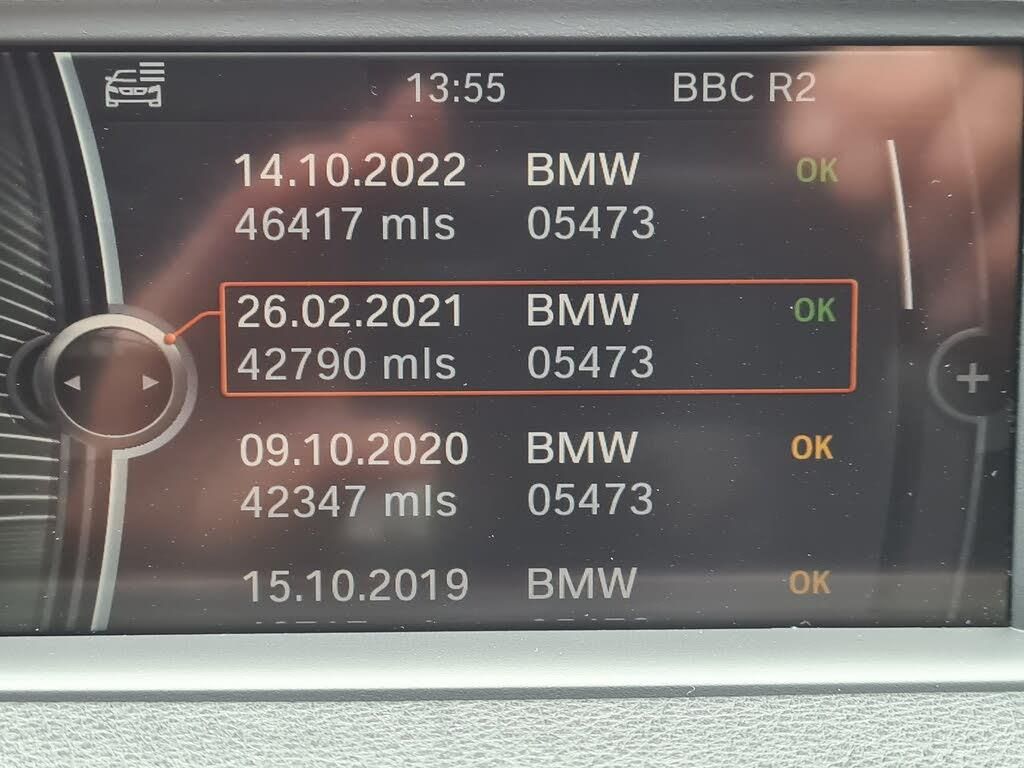 13:55 BBC R2
14.10.2022 BMW OK
46417 mls 05473
26.02.2021 BMW OK
42790 mls 05473
09.10.2020 BMW OK
42347 mls 05473
15.10.2019 BMW OK